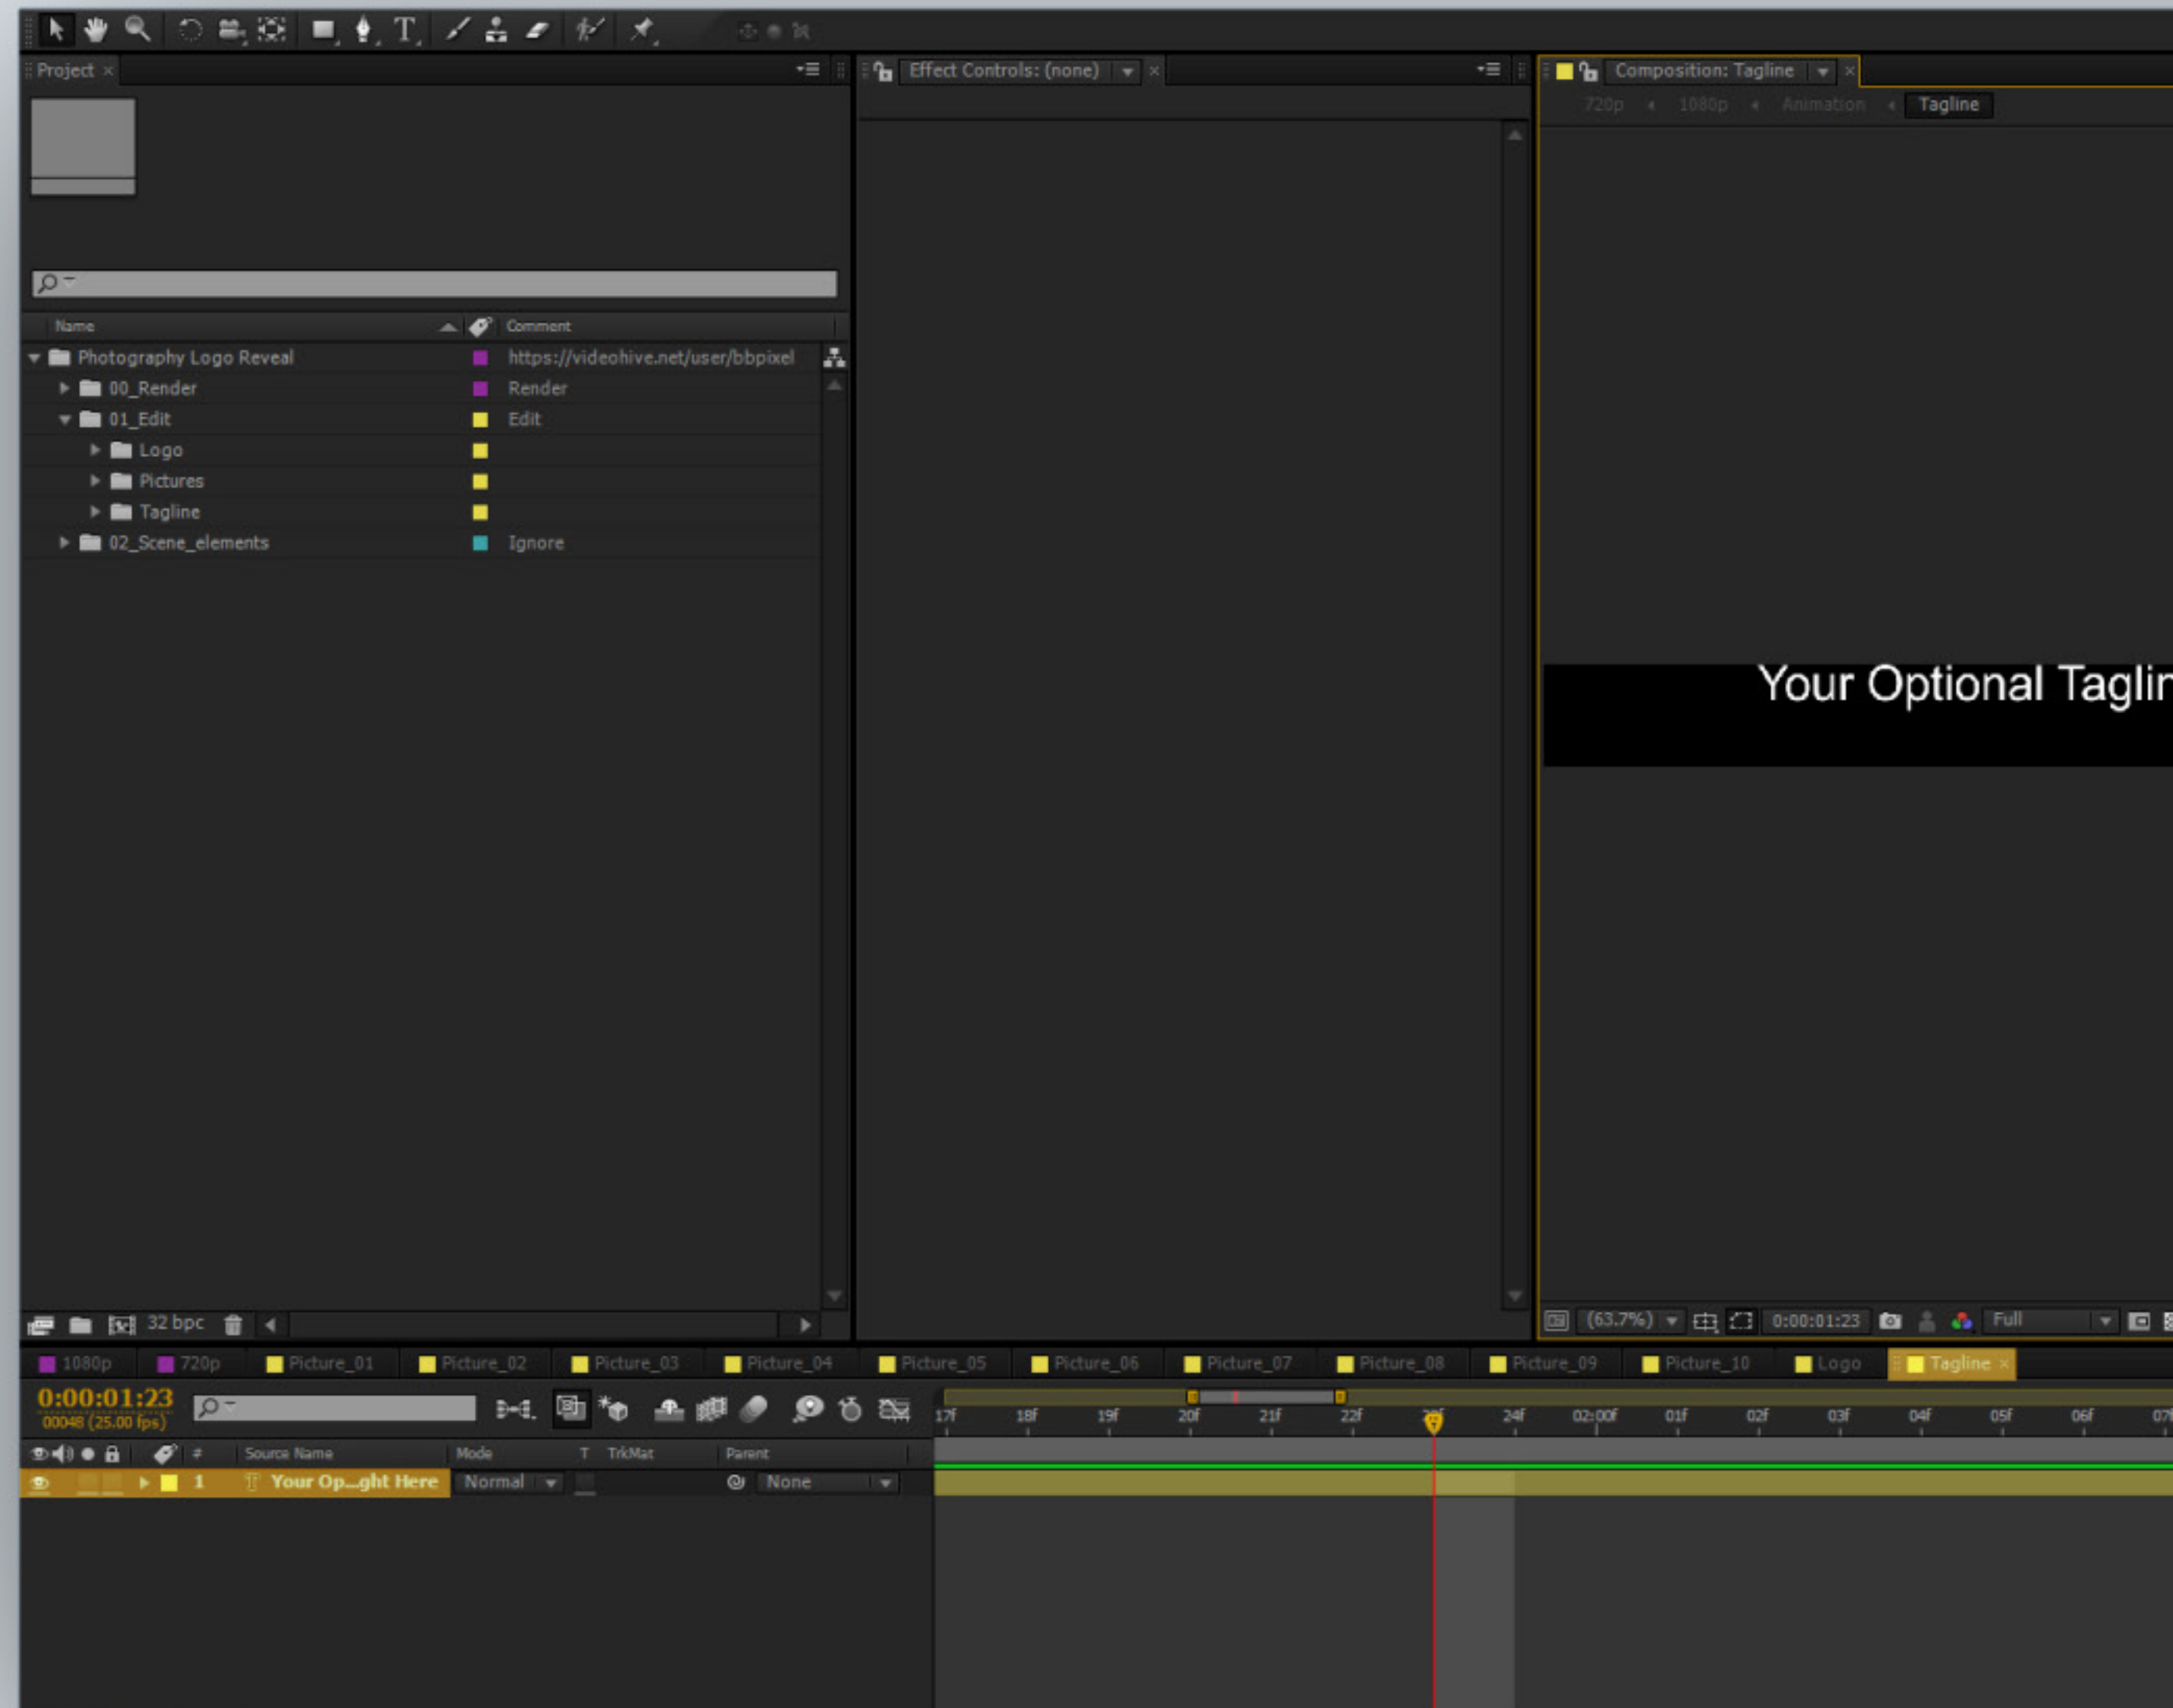 T
Project ×
Effect Controls: (none) ×
Composition: Tagline ×
720p 1080p Animation Tagline
Name Comment
Photography Logo Reveal https://videohive.net/user/bbpixel
00_Render Render
01_Edit Edit
Logo
Pictures
Tagline
02_Scene_elements Ignore
Your Optional Taglin
32 bpc
(63.7%) 0:00:01:23 Full
1080p 720p Picture_01 Picture_02 Picture_03 Picture_04 Picture_05 Picture_06 Picture_07 Picture_08 Picture_09 Picture_10 Logo Tagline ×
0:00:01:23
00048 (25.00 fps)
17f 18f 19f 20f 21f 22f 24f 02:00f 01f 02f 03f 04f 05f 06f 07f
# Source Name Mode T TrkMat Parent
1 T Your Op...ght Here Normal None